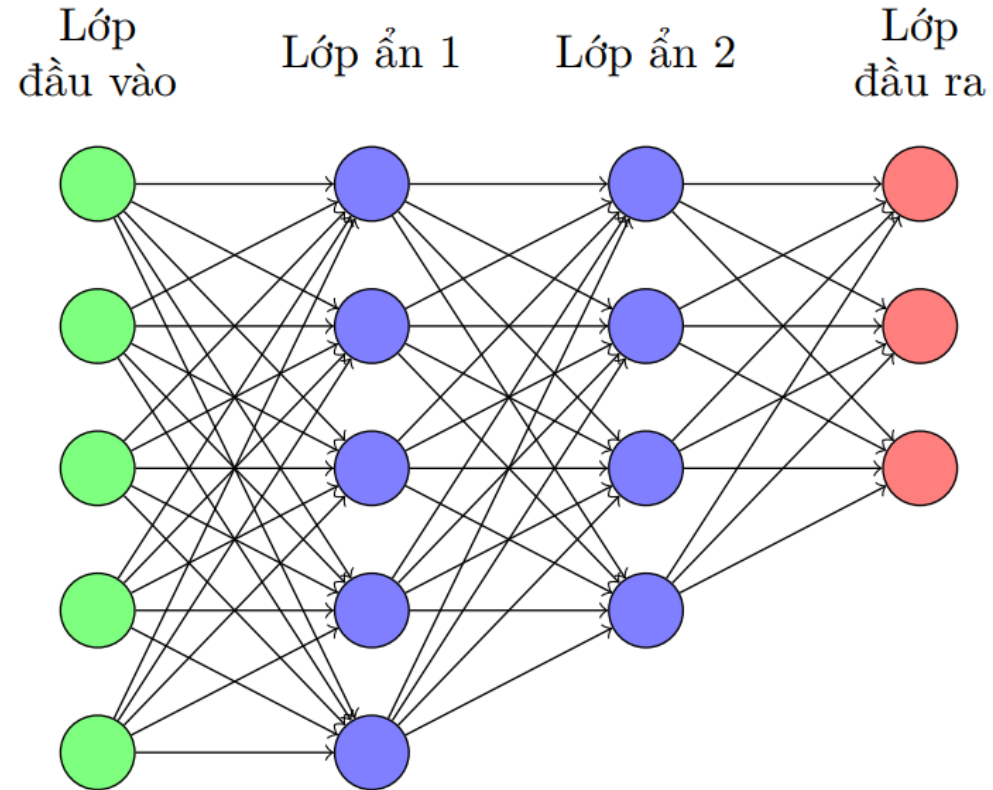 Lớp
đầu vào
Lớp ẩn 1
Lớp ẩn 2
Lớp
đầu ra